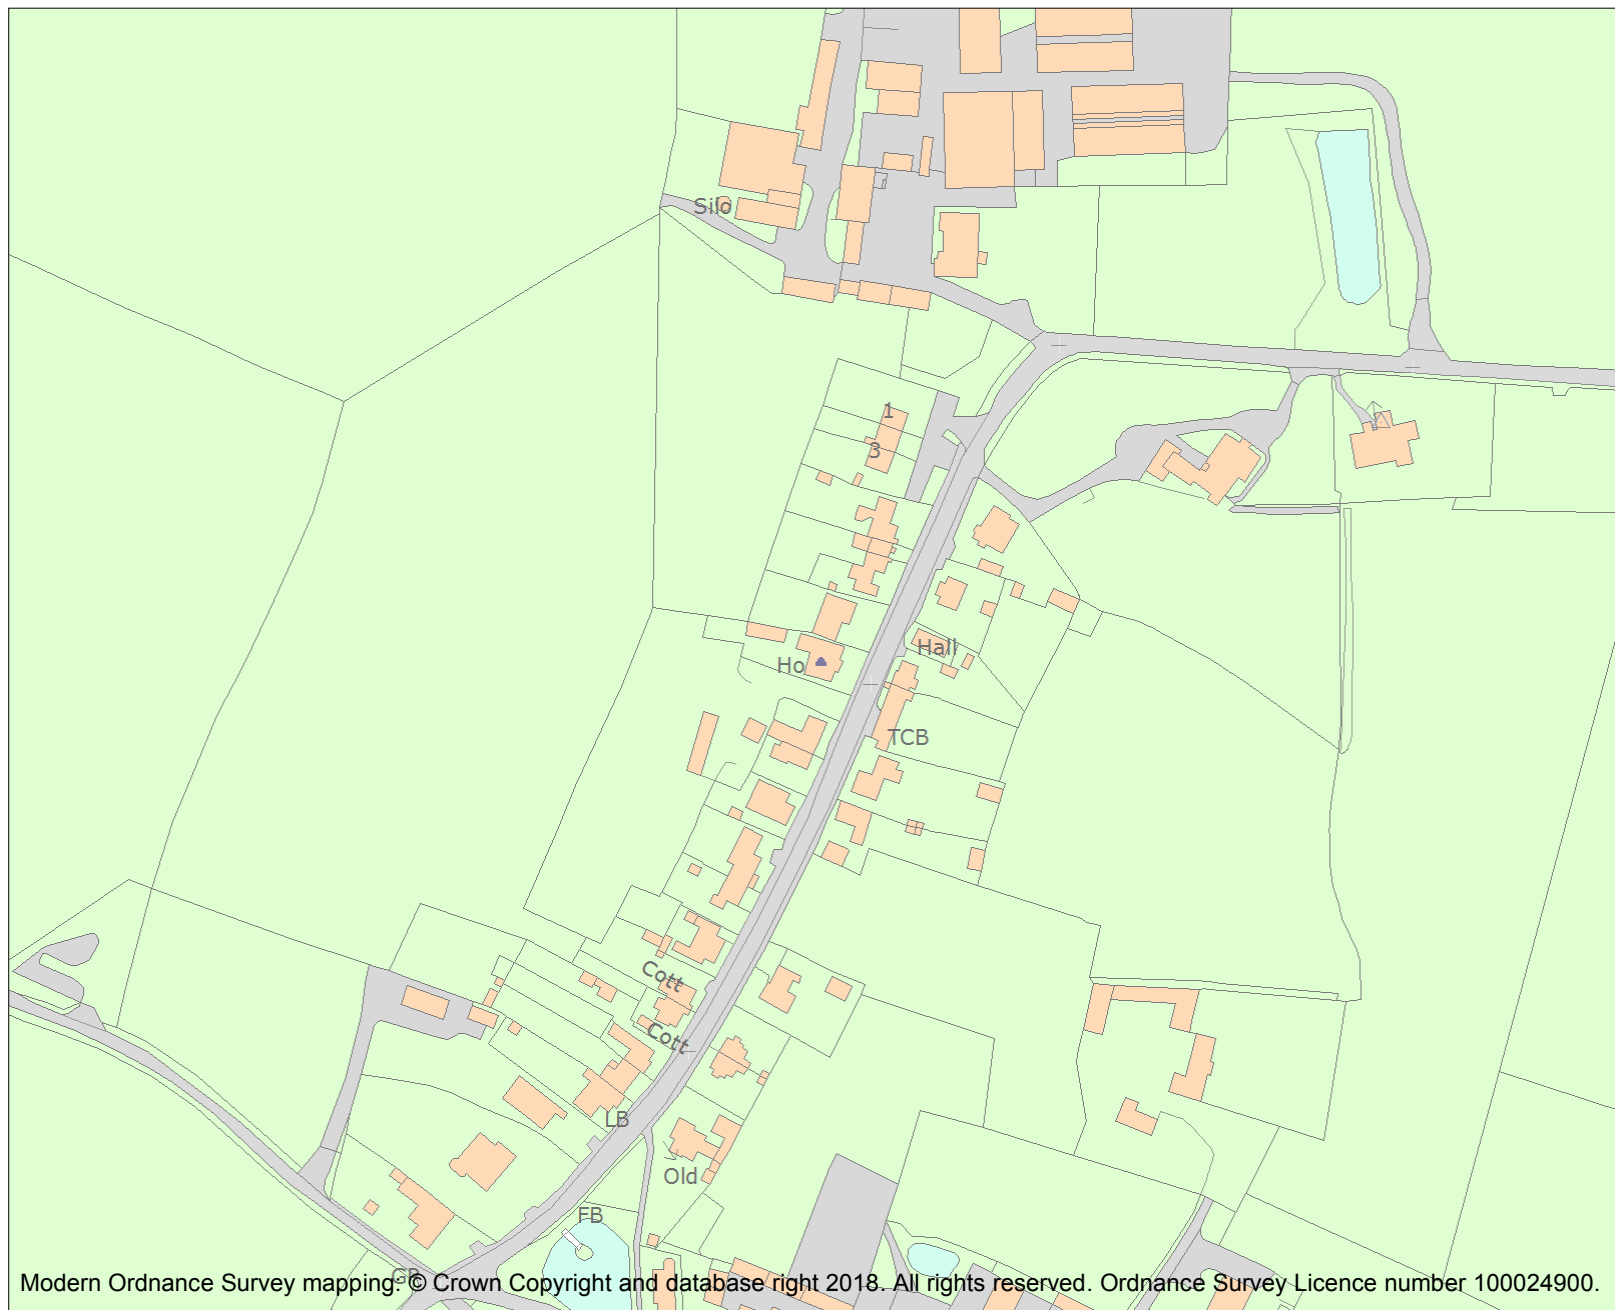 Silo
1
3
Hall
Ho
TCB
Cott
Cott
LB
Old
FB
GP
Modern Ordnance Survey mapping: © Crown Copyright and database right 2018. All rights reserved. Ordnance Survey Licence number 100024900.